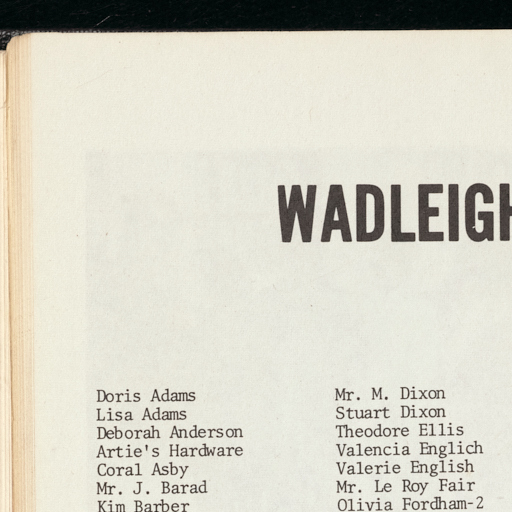 WADLEIGH
Doris Adams
Lisa Adams
Deborah Anderson
Artie's Hardware
Coral Asby
Mr. J. Barad
Kim Barber
Mr. M. Dixon
Stuart Dixon
Theodore Ellis
Valencia Englich
Valerie English
Mr. Le Roy Fair
Olivia Fordham-2